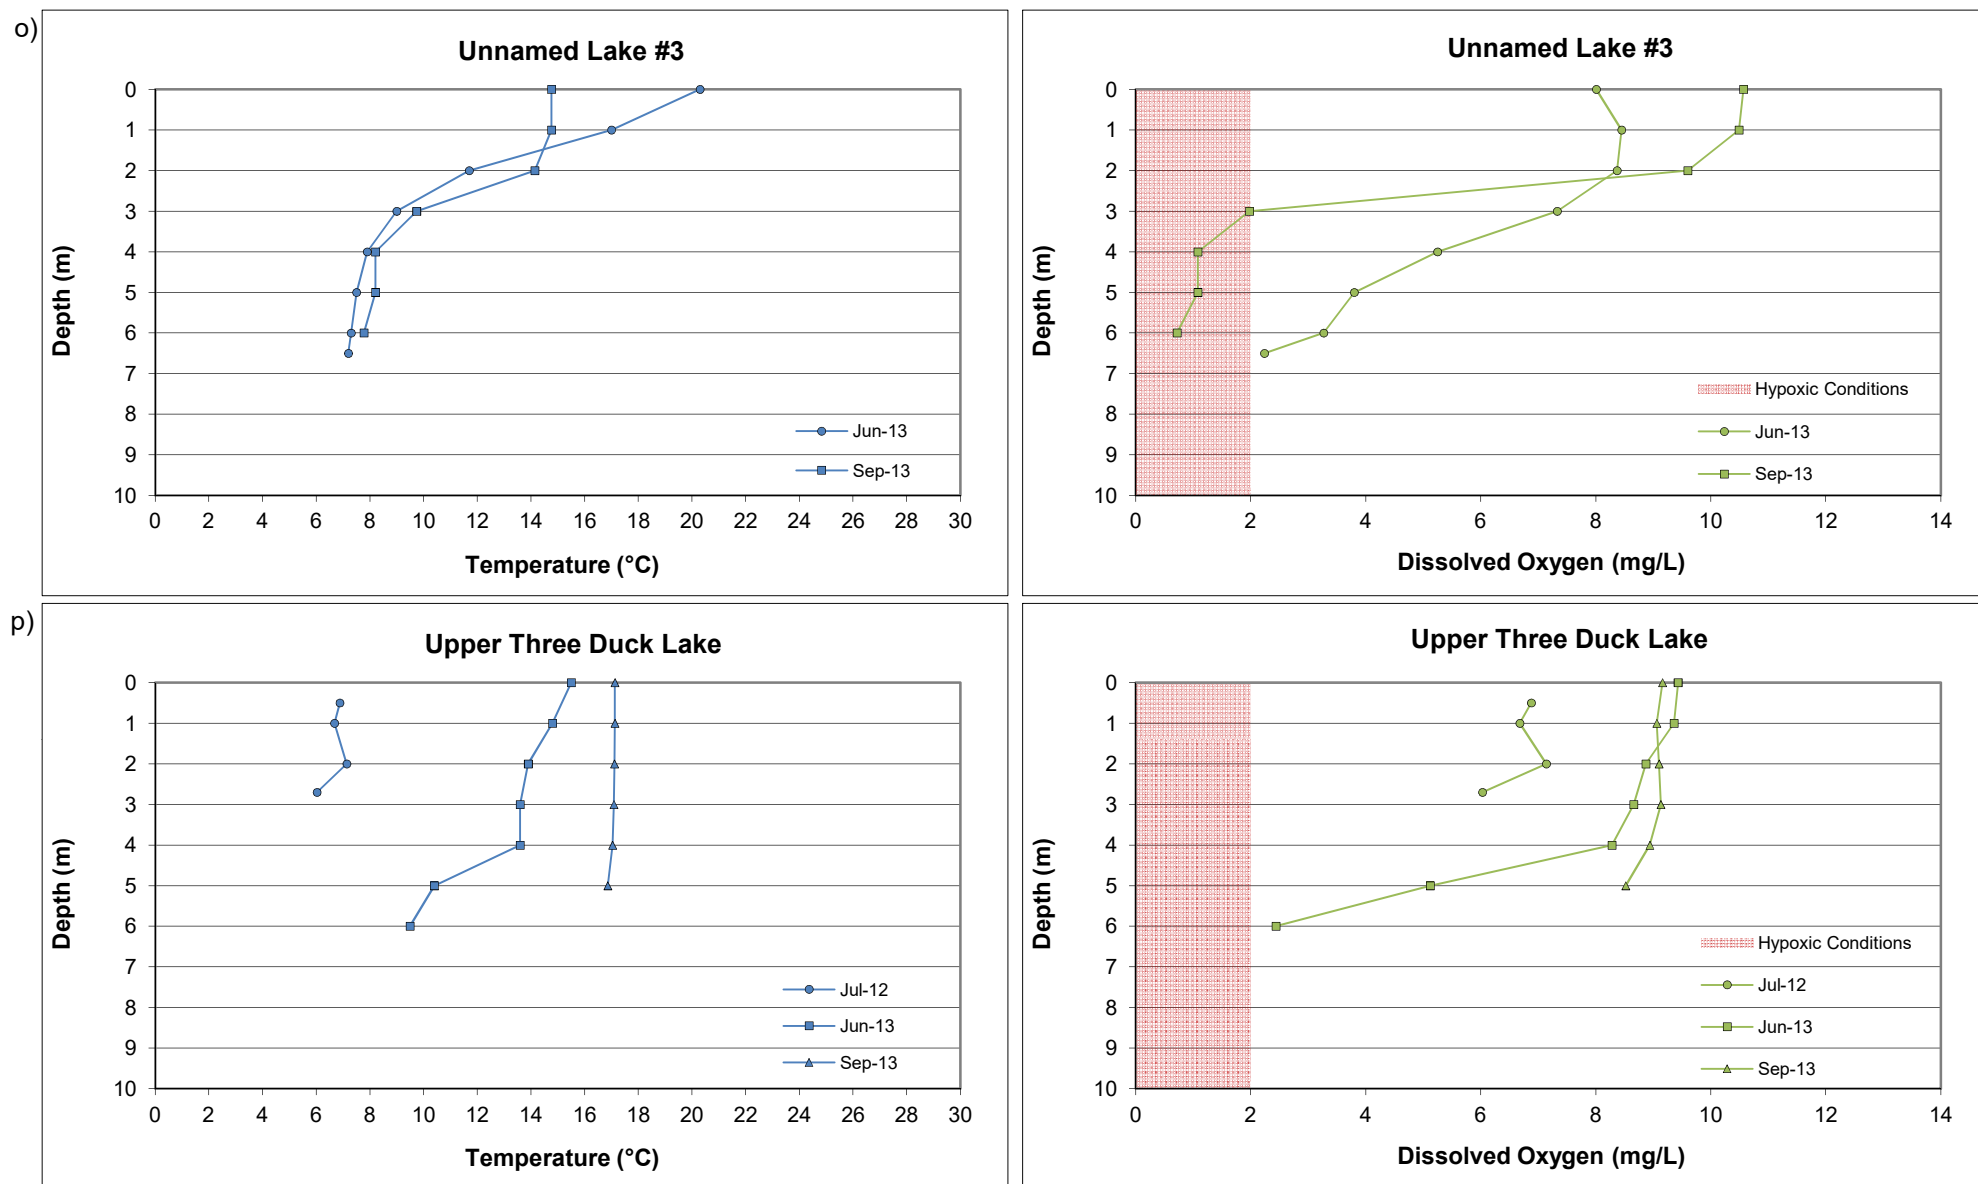 o)
Unnamed Lake #3
0
1
2
3
4
5
6
7
8
9
10
0 2 4 6 8 10 12 14 16 18 20 22 24 26 28 30
Depth (m)
Temperature (°C)
Jun-13
Sep-13
Unnamed Lake #3
0
1
2
3
4
5
6
7
8
9
10
0 2 4 6 8 10 12 14
Depth (m)
Dissolved Oxygen (mg/L)
Hypoxic Conditions
Jun-13
Sep-13
p)
Upper Three Duck Lake
0
1
2
3
4
5
6
7
8
9
10
0 2 4 6 8 10 12 14 16 18 20 22 24 26 28 30
Depth (m)
Temperature (°C)
Jul-12
Jun-13
Sep-13
Upper Three Duck Lake
0
1
2
3
4
5
6
7
8
9
10
0 2 4 6 8 10 12 14
Depth (m)
Dissolved Oxygen (mg/L)
Hypoxic Conditions
Jul-12
Jun-13
Sep-13